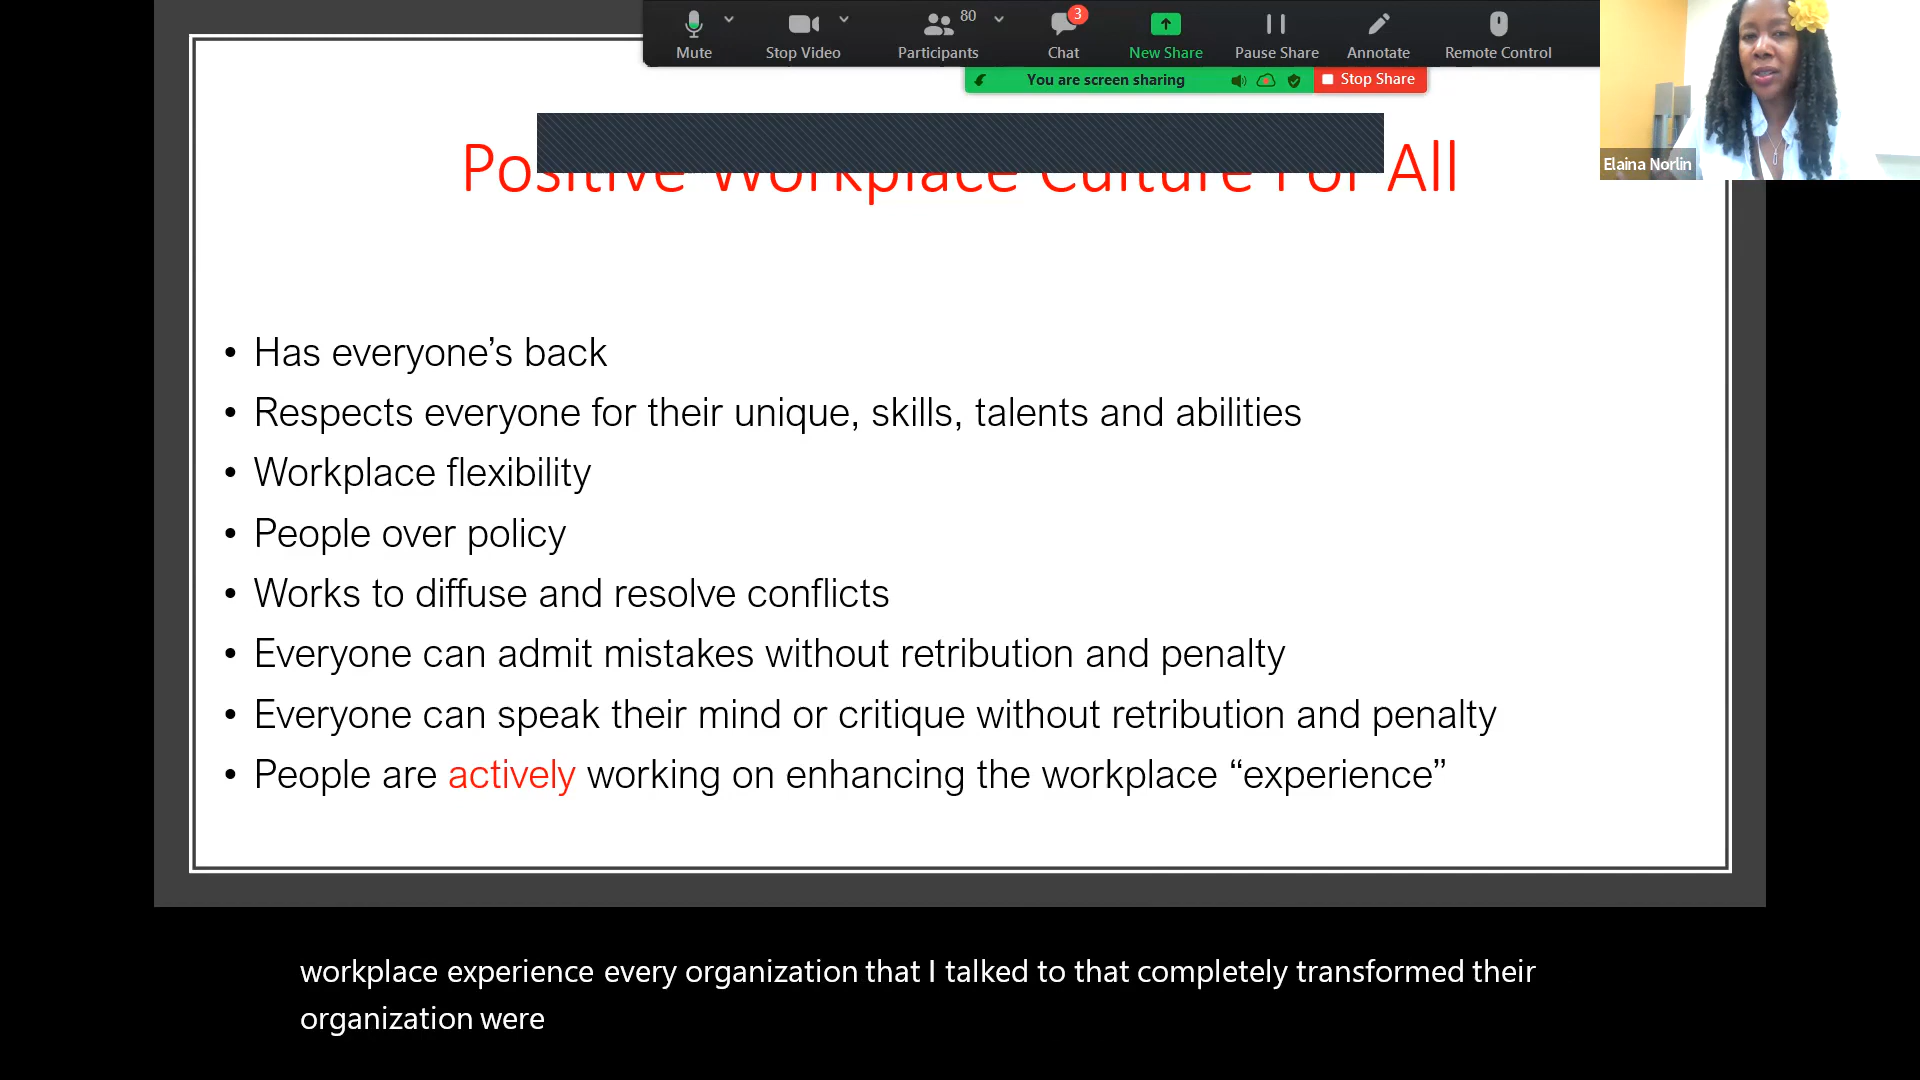 Mute
Stop Video
Participants
80
Chat
3
New Share
Pause Share
Annotate
Remote Control
You are screen sharing
Stop Share
Elaina Norlin
Positive Workplace Culture For All
• Has everyone’s back
• Respects everyone for their unique, skills, talents and abilities
• Workplace flexibility
• People over policy
• Works to diffuse and resolve conflicts
• Everyone can admit mistakes without retribution and penalty
• Everyone can speak their mind or critique without retribution and penalty
• People are actively working on enhancing the workplace “experience”
workplace experience every organization that I talked to that completely transformed their
organization were